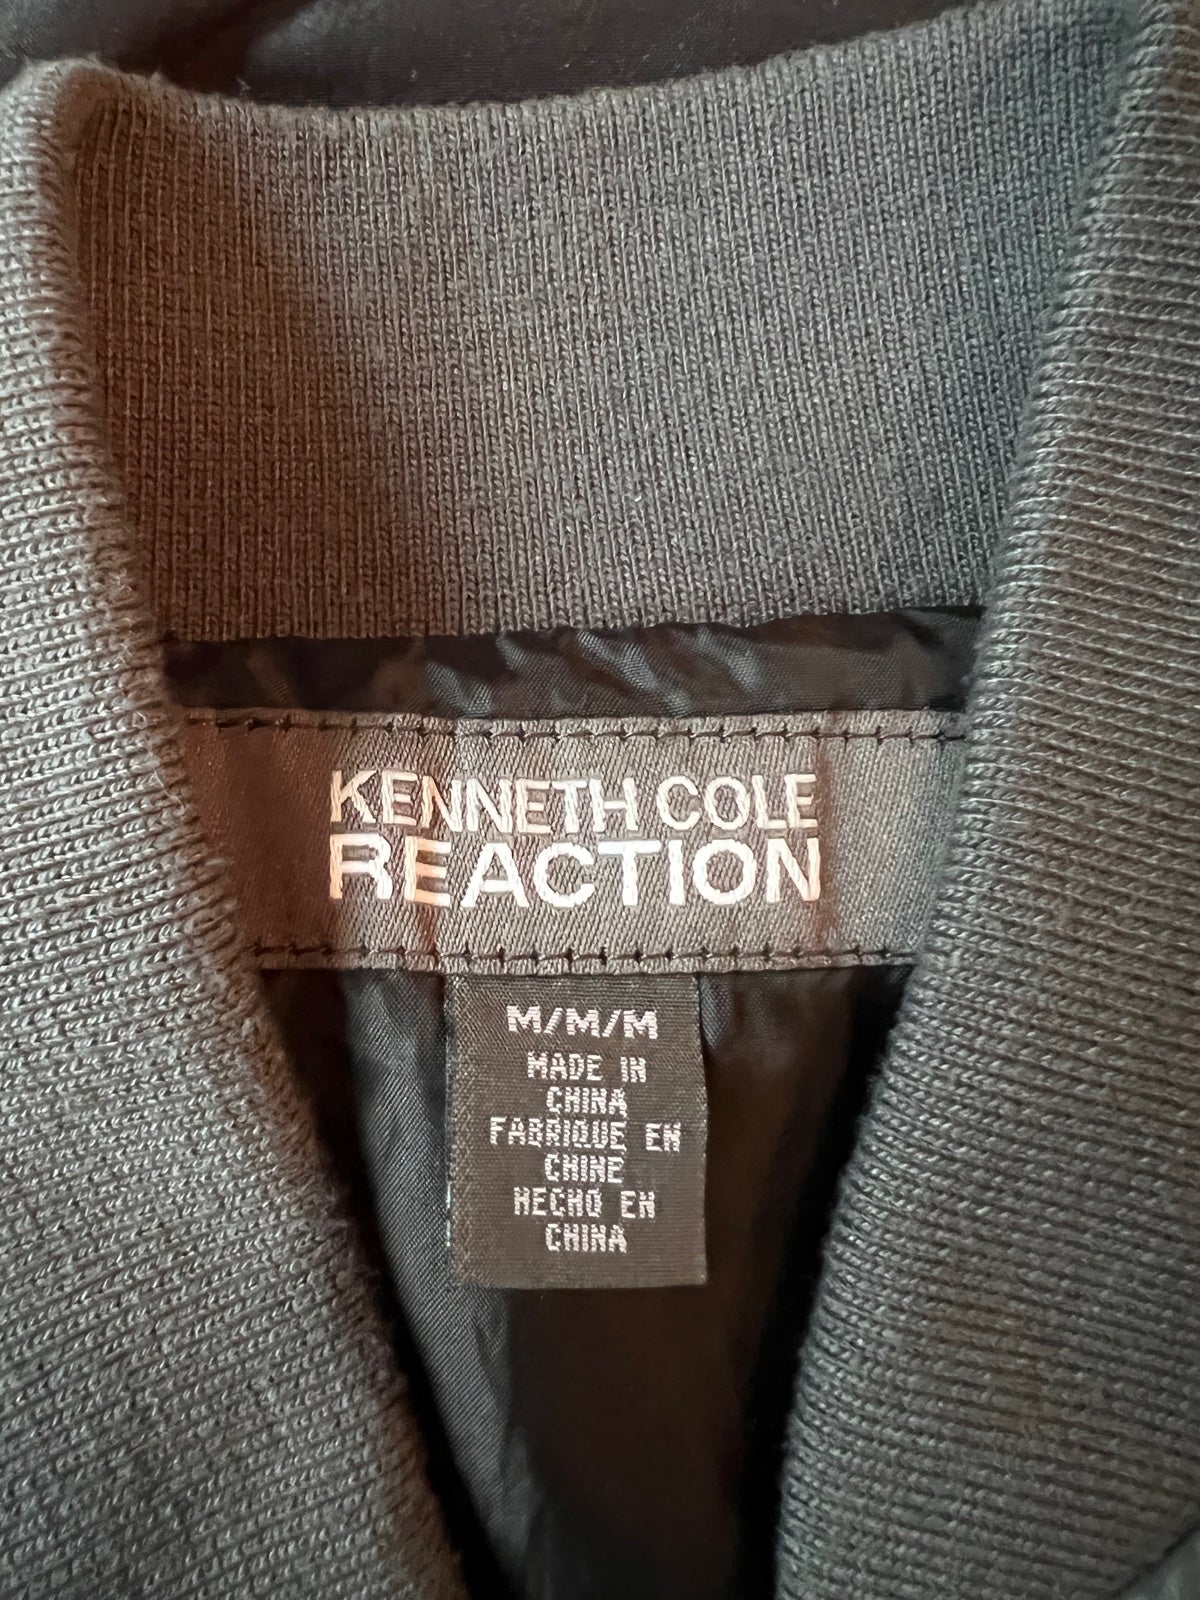 KENNETH COLE
REACTION
M/M/M
MADE IN
CHINA
FABRIQUE EN
CHINE
HECHO EN
CHINA